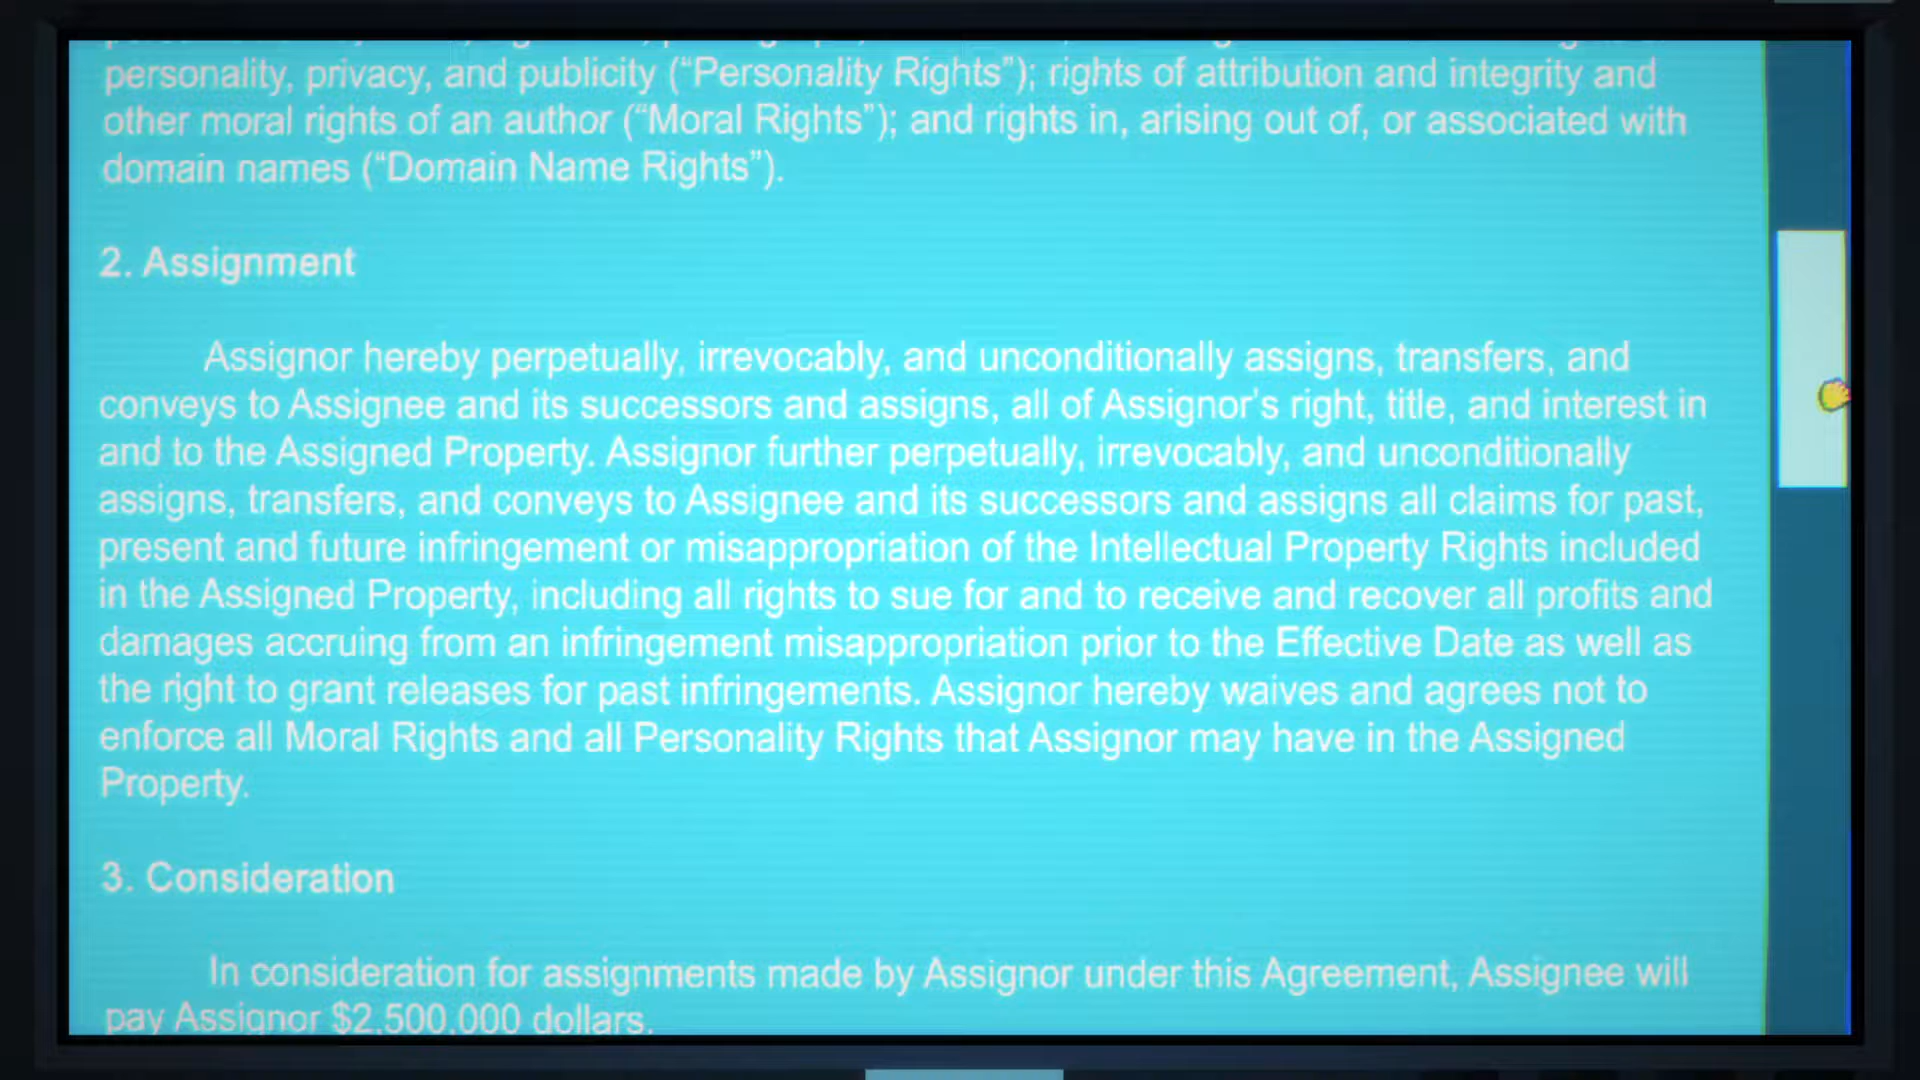 personality, privacy, and publicity (“Personality Rights”); rights of attribution and integrity and
other moral rights of an author (“Moral Rights”); and rights in, arising out of, or associated with
domain names (“Domain Name Rights”).
2. Assignment
Assignor hereby perpetually, irrevocably, and unconditionally assigns, transfers, and
conveys to Assignee and its successors and assigns, all of Assignor’s right, title, and interest in
and to the Assigned Property. Assignor further perpetually, irrevocably, and unconditionally
assigns, transfers, and conveys to Assignee and its successors and assigns all claims for past,
present and future infringement or misappropriation of the Intellectual Property Rights included
in the Assigned Property, including all rights to sue for and to receive and recover all profits and
damages accruing from an infringement misappropriation prior to the Effective Date as well as
the right to grant releases for past infringements. Assignor hereby waives and agrees not to
enforce all Moral Rights and all Personality Rights that Assignor may have in the Assigned
Property.
3. Consideration
In consideration for assignments made by Assignor under this Agreement, Assignee will
pay Assignor $2,500,000 dollars.